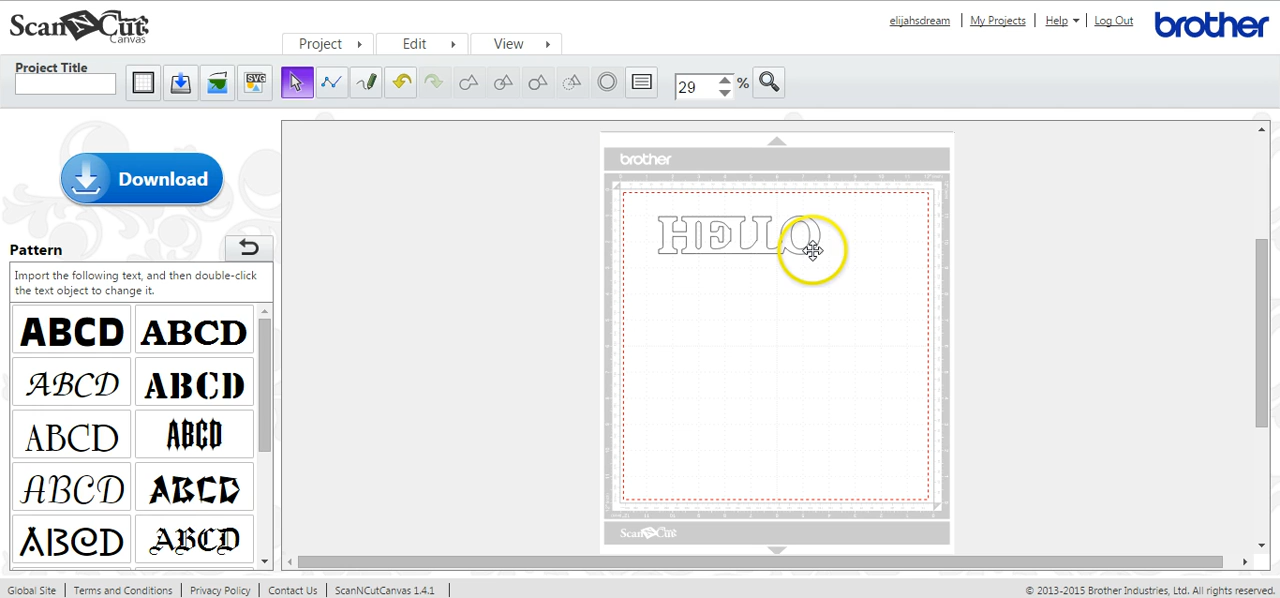 ScanNCut
Canvas
elijahsdream
My Projects
Help
Log Out
brother
Project
Edit
View
Project Title
SVG
29
%
Download
Pattern
Import the following text, and then double-click
the text object to change it.
ABCD ABCD
ABCD ABCD
ABCD ABCD
ABCD ABCD
ABCD ABCD
brother
HELLO
ScanNCut
Global Site
Terms and Conditions
Privacy Policy
Contact Us
ScanNCutCanvas 1.4.1
© 2013-2015 Brother Industries, Ltd. All rights reserved.